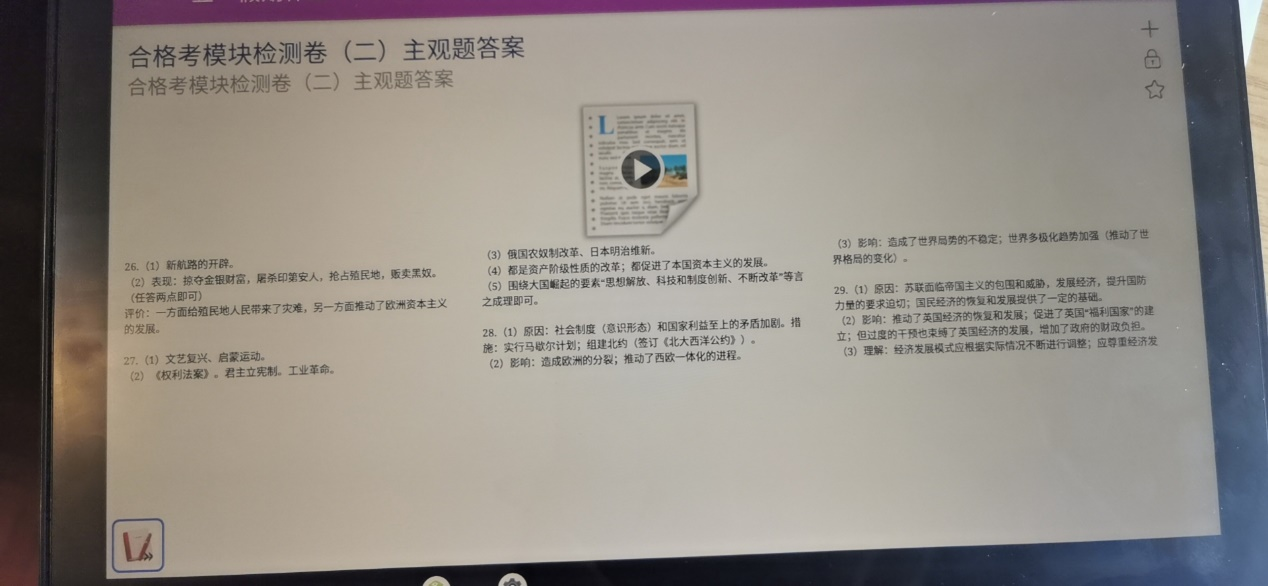 合格考模块检测卷（二）主观题答案
合格考模块检测卷（二）主观题答案
26.（1）新航路的开辟。
（2）表现：掠夺金银财富，屠杀印第安人，抢占殖民地，贩卖黑奴。
（任答两点即可）
评价：一方面给殖民地人民带来了灾难，另一方面推动了欧洲资本主义
的发展。
27.（1）文艺复兴、启蒙运动。
（2）《权利法案》。君主立宪制。工业革命。
（3）俄国农奴制改革、日本明治维新。
（4）都是资产阶级性质的改革；都促进了本国资本主义的发展。
（5）围绕大国崛起的要素“思想解放、科技和制度创新、不断改革”等言
之成理即可。
28.（1）原因：社会制度（意识形态）和国家利益至上的矛盾加剧。措
施：实行马歇尔计划；组建北约（签订《北大西洋公约》）。
（2）影响：造成欧洲的分裂；推动了西欧一体化的进程。
（3）影响：造成了世界局势的不稳定；世界多极化趋势加强（推动了世
界格局的变化）。
29.（1）原因：苏联面临帝国主义的包围和威胁，发展经济，提升国防
力量的要求迫切；国民经济的恢复和发展提供了一定的基础。
（2）影响：推动了英国经济的恢复和发展；促进了英国“福利国家”的建
立；但过度的干预也束缚了英国经济的发展，增加了政府的财政负担。
（3）理解：经济发展模式应根据实际情况不断进行调整；应尊重经济发